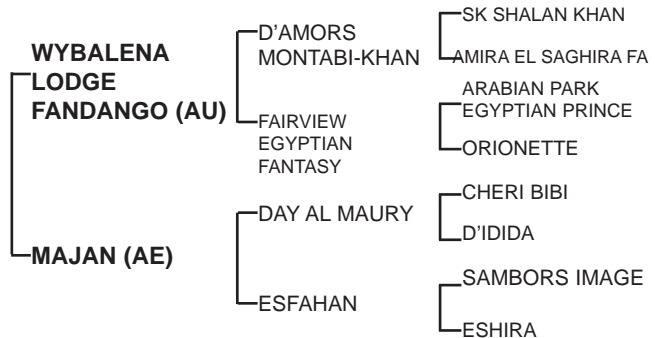 WYBALENA
LODGE
FANDANGO (AU)
D'AMORS
MONTABI-KHAN
SK SHALAN KHAN
AMIRA EL SAGHIRA FA
FAIRVIEW
EGYPTIAN
FANTASY
ARABIAN PARK
EGYPTIAN PRINCE
ORIONETTE
MAJAN (AE)
DAY AL MAURY
CHERI BIBI
D'IDIDA
ESFAHAN
SAMBORS IMAGE
ESHIRA